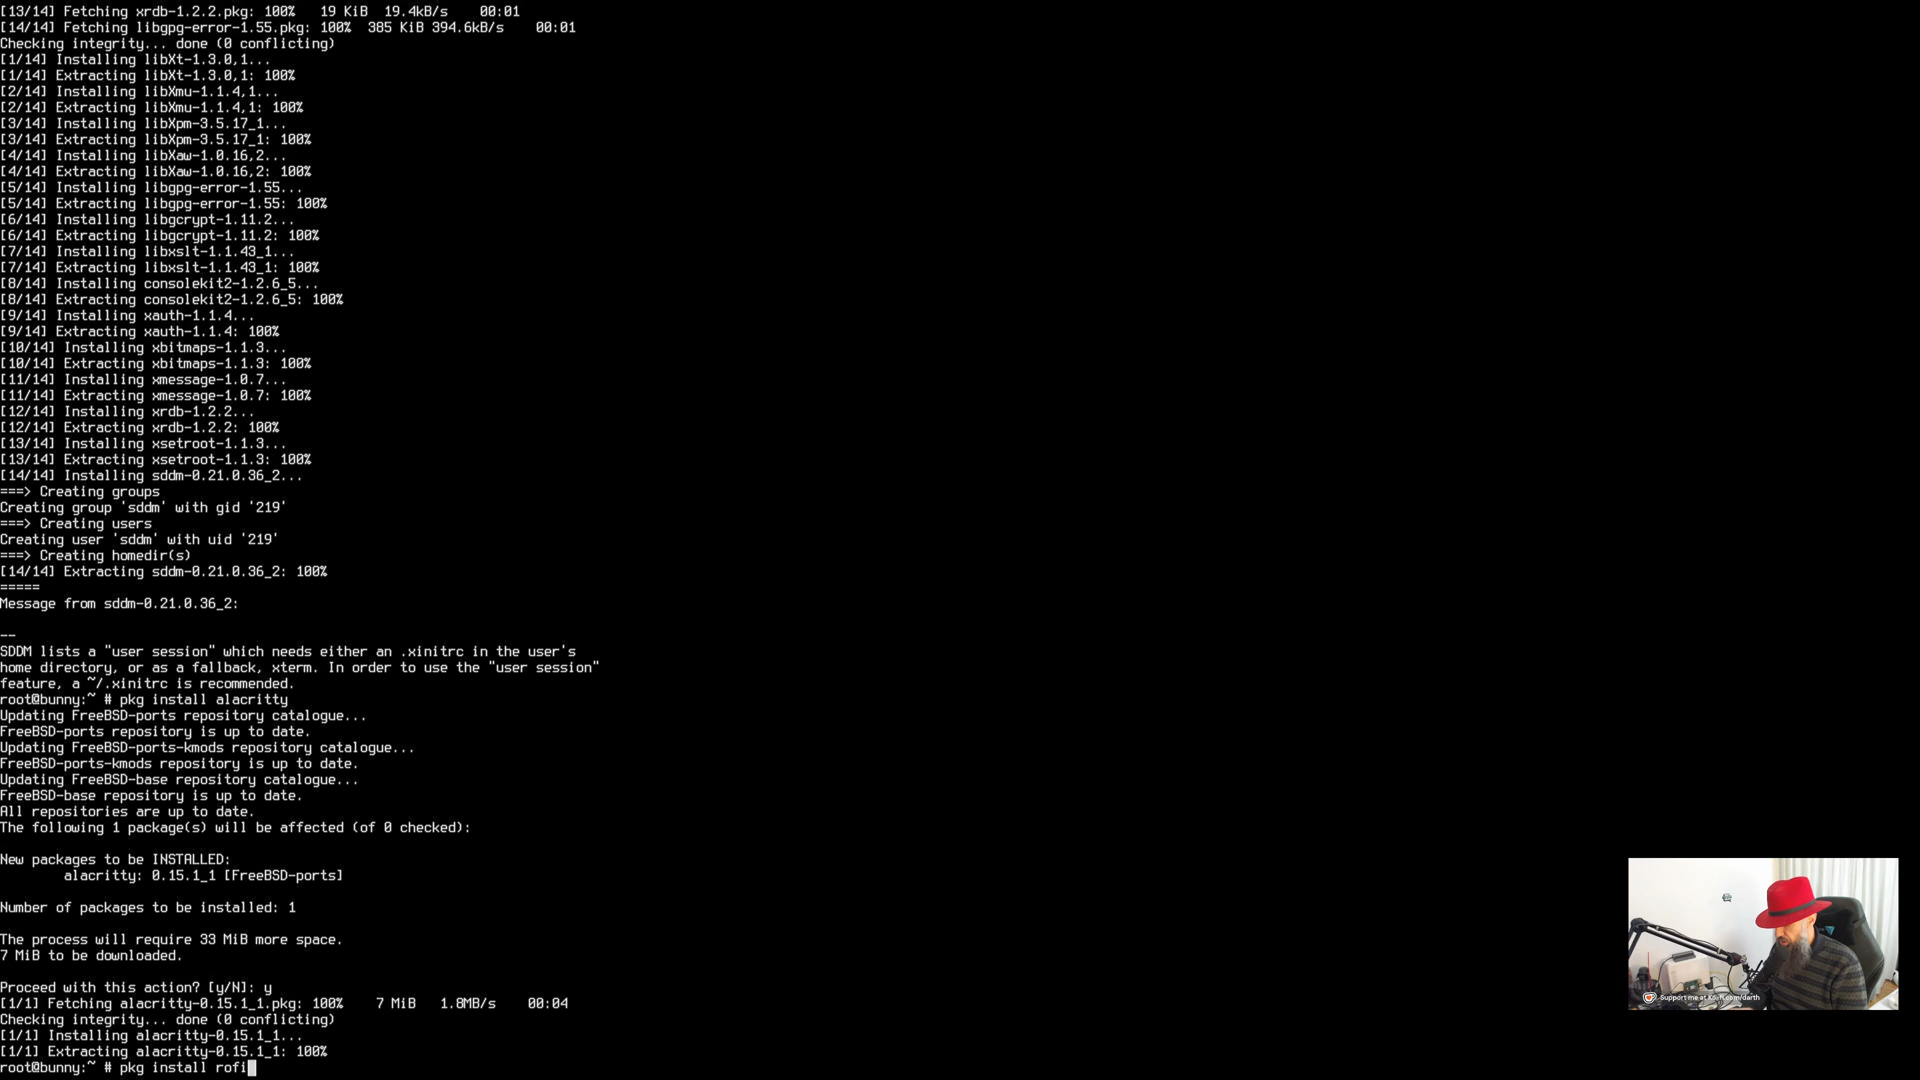 [13/14] Fetching xrdb-1.2.2.pkg: 100%   19 KiB  19.4kB/s    00:01
[14/14] Fetching libgpg-error-1.55.pkg: 100%  385 KiB 394.6kB/s    00:01
Checking integrity... done (0 conflicting)
[1/14] Installing libXt-1.3.0,1...
[1/14] Extracting libXt-1.3.0,1: 100%
[2/14] Installing libXmu-1.1.4,1...
[2/14] Extracting libXmu-1.1.4,1: 100%
[3/14] Installing libXpm-3.5.17_1...
[3/14] Extracting libXpm-3.5.17_1: 100%
[4/14] Installing libXaw-1.0.16,2...
[4/14] Extracting libXaw-1.0.16,2: 100%
[5/14] Installing libgpg-error-1.55...
[5/14] Extracting libgpg-error-1.55: 100%
[6/14] Installing libgcrypt-1.11.2...
[6/14] Extracting libgcrypt-1.11.2: 100%
[7/14] Installing libxslt-1.1.43_1...
[7/14] Extracting libxslt-1.1.43_1: 100%
[8/14] Installing consolekit2-1.2.6_5...
[8/14] Extracting consolekit2-1.2.6_5: 100%
[9/14] Installing xauth-1.1.4...
[9/14] Extracting xauth-1.1.4: 100%
[10/14] Installing xbitmaps-1.1.3...
[10/14] Extracting xbitmaps-1.1.3: 100%
[11/14] Installing xmessage-1.0.7...
[11/14] Extracting xmessage-1.0.7: 100%
[12/14] Installing xrdb-1.2.2...
[12/14] Extracting xrdb-1.2.2: 100%
[13/14] Installing xsetroot-1.1.3...
[13/14] Extracting xsetroot-1.1.3: 100%
[14/14] Installing sddm-0.21.0.36_2...
===> Creating groups
Creating group 'sddm' with gid '219'
===> Creating users
Creating user 'sddm' with uid '219'
===> Creating homedir(s)
[14/14] Extracting sddm-0.21.0.36_2: 100%
=====
Message from sddm-0.21.0.36_2:

--
SDDM lists a "user session" which needs either an .xinitrc in the user's
home directory, or as a fallback, xterm. In order to use the "user session"
feature, a ~/.xinitrc is recommended.
root@bunny:~ # pkg install alacritty
Updating FreeBSD-ports repository catalogue...
FreeBSD-ports repository is up to date.
Updating FreeBSD-ports-kmods repository catalogue...
FreeBSD-ports-kmods repository is up to date.
Updating FreeBSD-base repository catalogue...
FreeBSD-base repository is up to date.
All repositories are up to date.
The following 1 package(s) will be affected (of 0 checked):

New packages to be INSTALLED:
        alacritty: 0.15.1_1 [FreeBSD-ports]

Number of packages to be installed: 1

The process will require 33 MiB more space.
7 MiB to be downloaded.

Proceed with this action? [y/N]: y
[1/1] Fetching alacritty-0.15.1_1.pkg: 100%    7 MiB   1.8MB/s    00:04
Checking integrity... done (0 conflicting)
[1/1] Installing alacritty-0.15.1_1...
[1/1] Extracting alacritty-0.15.1_1: 100%
root@bunny:~ # pkg install rofi
Support me at Ko-fi.com/darth